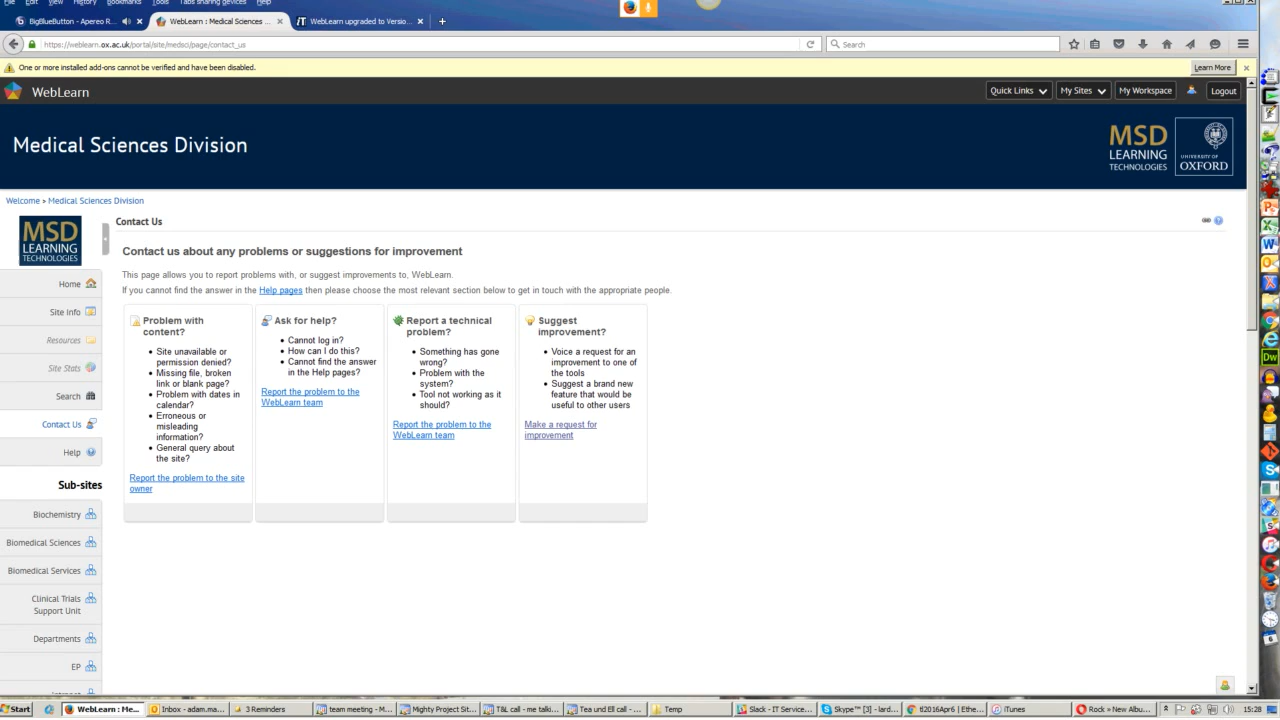 File Edit View History Bookmarks Tools Tabs sharing devices Help
BigBlueButton - Apereo R...
WebLearn : Medical Sciences ...
WebLearn upgraded to Versio...
https://weblearn.ox.ac.uk/portal/site/medsci/page/contact_us
Search
One or more installed add-ons cannot be verified and have been disabled.
Learn More
WebLearn
Quick Links
My Sites
My Workspace
Logout
Medical Sciences Division
MSD
LEARNING
TECHNOLOGIES
UNIVERSITY OF
OXFORD
Welcome > Medical Sciences Division
MSD
LEARNING
TECHNOLOGIES
Home
Site Info
Resources
Site Stats
Search
Contact Us
Help
Sub-sites
Biochemistry
Biomedical Sciences
Biomedical Services
Clinical Trials
Support Unit
Departments
EP
Contact Us
Contact us about any problems or suggestions for improvement
This page allows you to report problems with, or suggest improvements to, WebLearn.
If you cannot find the answer in the Help pages then please choose the most relevant section below to get in touch with the appropriate people.
Problem with
content?
Site unavailable or
permission denied?
Missing file, broken
link or blank page?
Problem with dates in
calendar?
Erroneous or
misleading
information?
General query about
the site?
Report the problem to the site
owner
Ask for help?
Cannot log in?
How can I do this?
Cannot find the answer
in the Help pages?
Report the problem to the
WebLearn team
Report a technical
problem?
Something has gone
wrong?
Problem with the
system?
Tool not working as it
should?
Report the problem to the
WebLearn team
Suggest
improvement?
Voice a request for an
improvement to one of
the tools
Suggest a brand new
feature that would be
useful to other users
Make a request for
improvement
Dw
Start
WebLearn : Me...
Inbox - adam.ma...
3 Reminders
team meeting - M...
Mighty Project Sit...
T&L call - me talki...
Tea und Ell call - ...
Temp
Slack - IT Service...
Skype™ [3] - lard...
tl2016Apr6 | Ethe...
iTunes
Rock » New Albu...
15:28